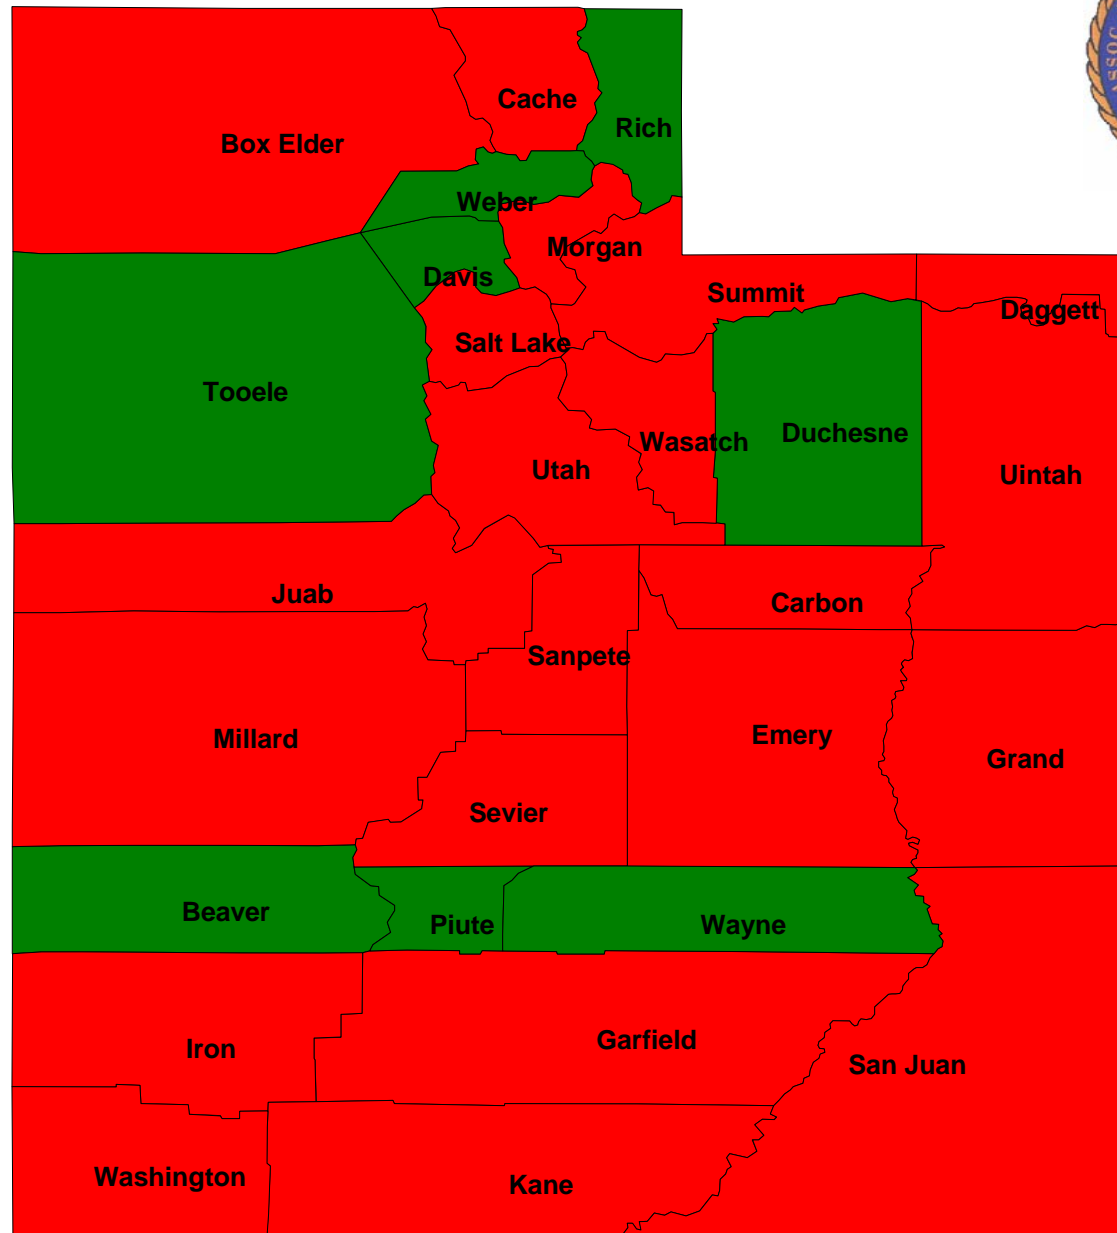 ASSOC
Cache
Rich
Box Elder
Weber
Morgan
Davis
Summit
Daggett
Salt Lake
Tooele
Duchesne
Wasatch
Utah
Uintah
Juab
Carbon
Sanpete
Millard
Emery
Grand
Sevier
Beaver
Piute
Wayne
Iron
Garfield
San Juan
Washington
Kane